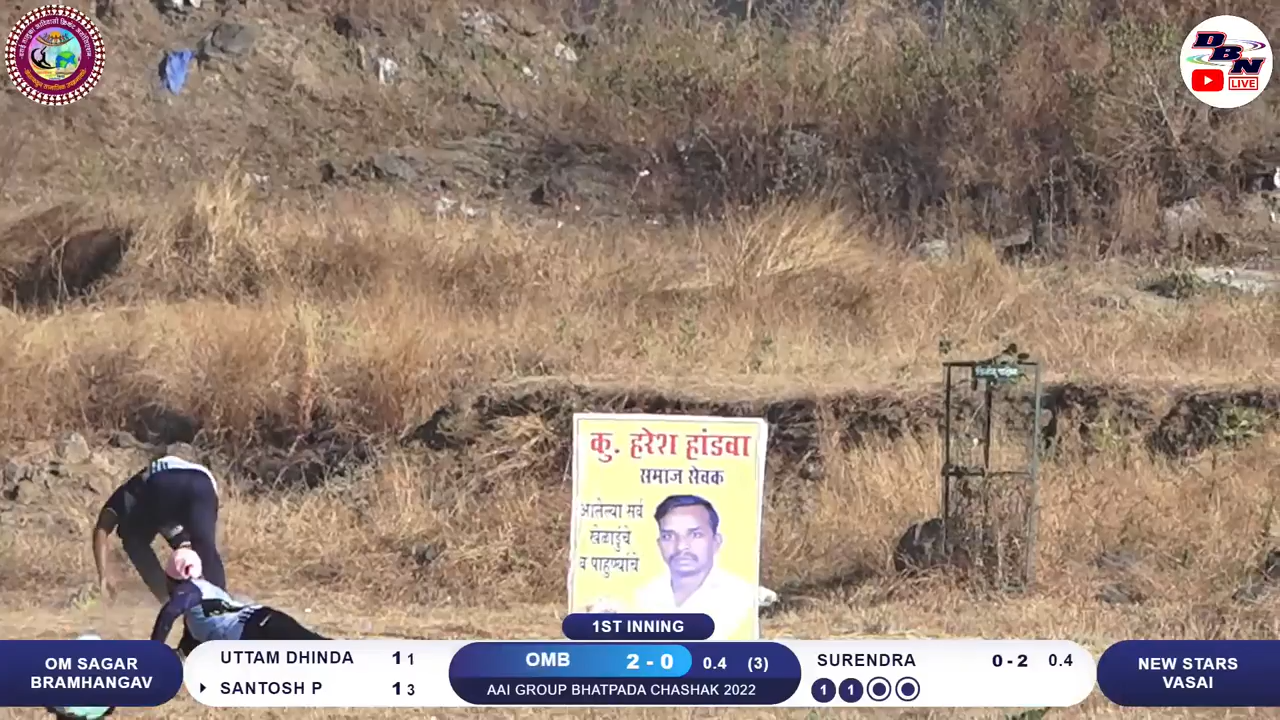 DBN
LIVE
कु. हरेश हांडवा
समाज सेवक
आलेल्या सर्व
खेळाडुंचे
व पाहुण्यांचे
1ST INNING
OM SAGAR
BRAMHANGAV
UTTAM DHINDA 1 1
SANTOSH P 1 3
OMB 2 - 0 0.4 (3)
AAI GROUP BHATPADA CHASHAK 2022
SURENDRA 0 - 2 0.4
1 1
NEW STARS
VASAI